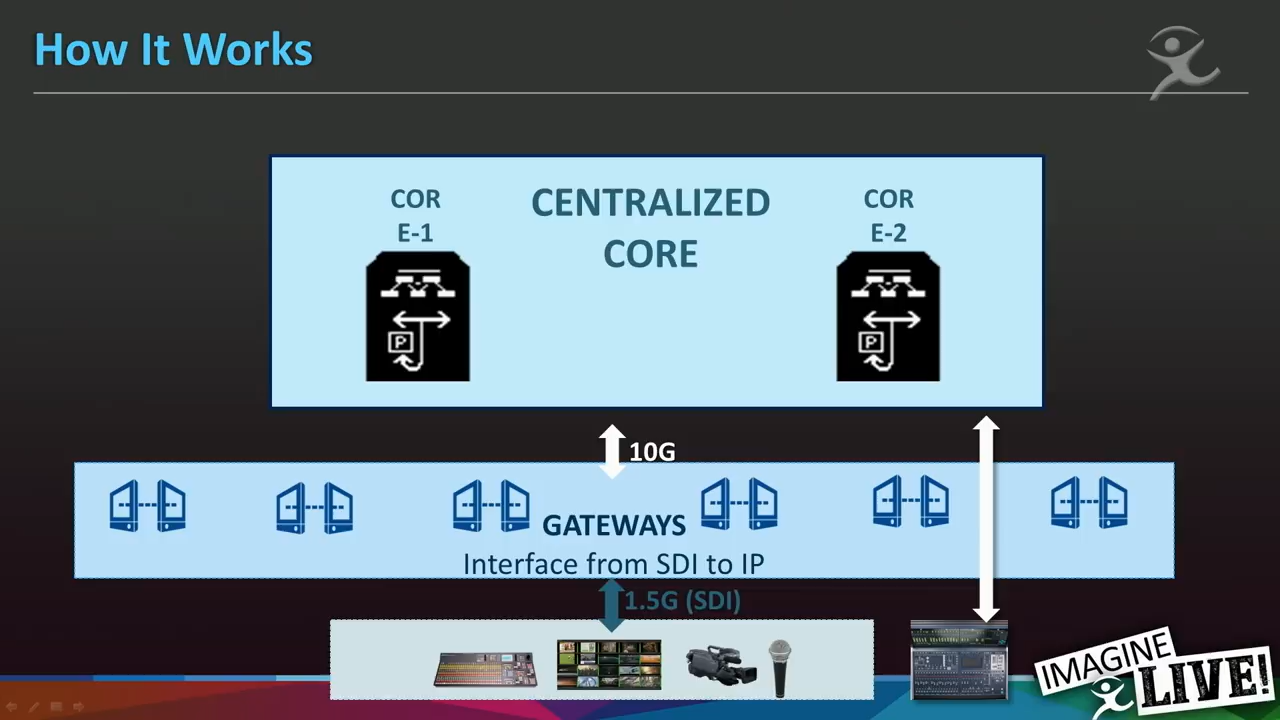 How It Works
COR
E-1
CENTRALIZED
CORE
COR
E-2
P
P
10G
GATEWAYS
Interface from SDI to IP
1.5G (SDI)
IMAGINE
LIVE!